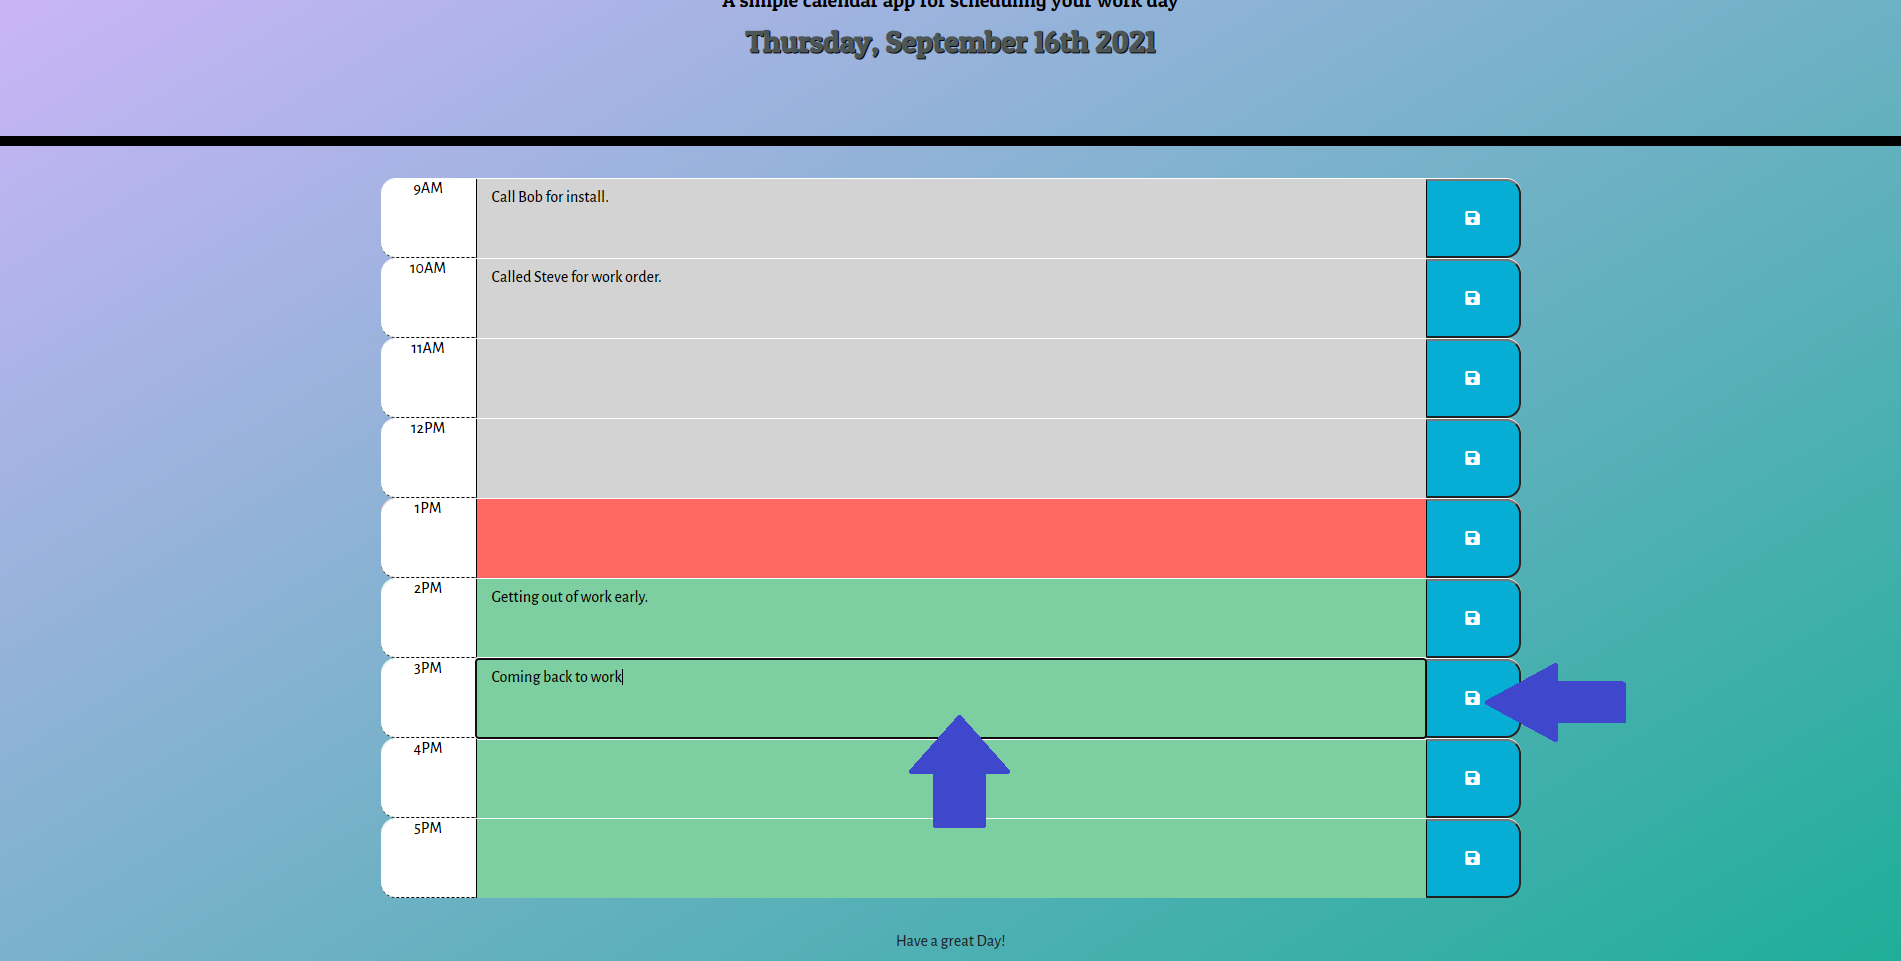 A simple calendar app for scheduling your work day
Thursday, September 16th 2021
9AM
Call Bob for install.
10AM
Called Steve for work order.
11AM
12PM
1PM
2PM
Getting out of work early.
3PM
Coming back to work
4PM
5PM
Have a great Day!